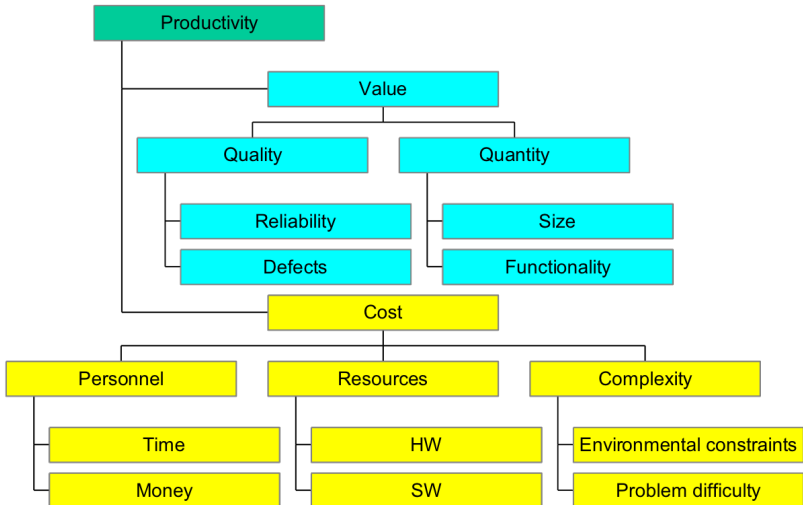 Productivity
Value
Quality
Quantity
Reliability
Size
Defects
Functionality
Cost
Personnel
Resources
Complexity
Time
HW
Environmental constraints
Money
SW
Problem difficulty